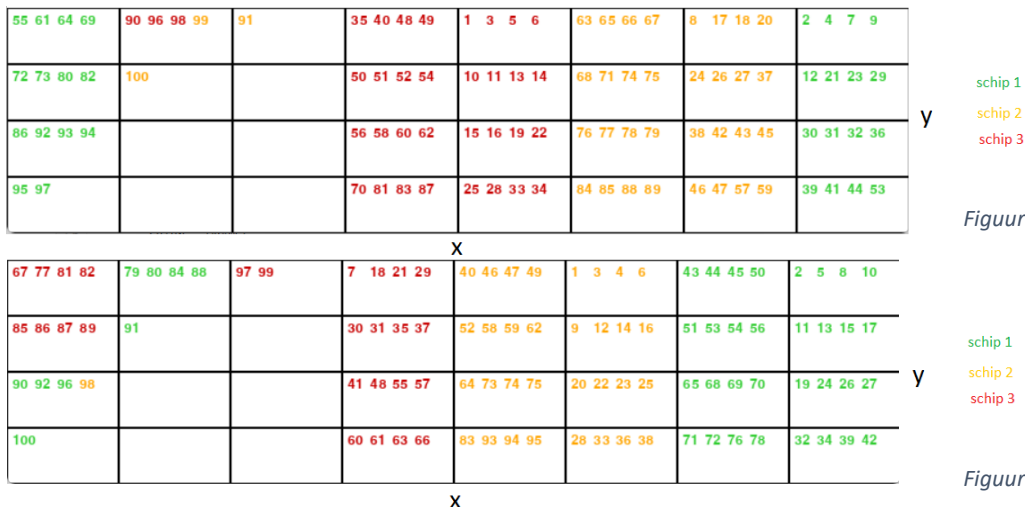 55 61 64 69 90 96 98 99 91 35 40 48 49 1 3 5 6 63 65 66 67 8 17 18 20 2 4 7 9
72 73 80 82 100 50 51 52 54 10 11 13 14 68 71 74 75 24 26 27 37 12 21 23 29
schip 1
schip 2
y
86 92 93 94 56 58 60 62 15 16 19 22 76 77 78 79 38 42 43 45 30 31 32 36
schip 3
95 97 70 81 83 87 25 28 33 34 84 85 88 89 46 47 57 59 39 41 44 53
Figuur
x
67 77 81 82 79 80 84 88 97 99 7 18 21 29 40 46 47 49 1 3 4 6 43 44 45 50 2 5 8 10
85 86 87 89 91 30 31 35 37 52 58 59 62 9 12 14 16 51 53 54 56 11 13 15 17
schip 1
schip 2
y
90 92 96 98 41 48 55 57 64 73 74 75 20 22 23 25 65 68 69 70 19 24 26 27
schip 3
100 60 61 63 66 83 93 94 95 28 33 36 38 71 72 76 78 32 34 39 42
Figuur
x